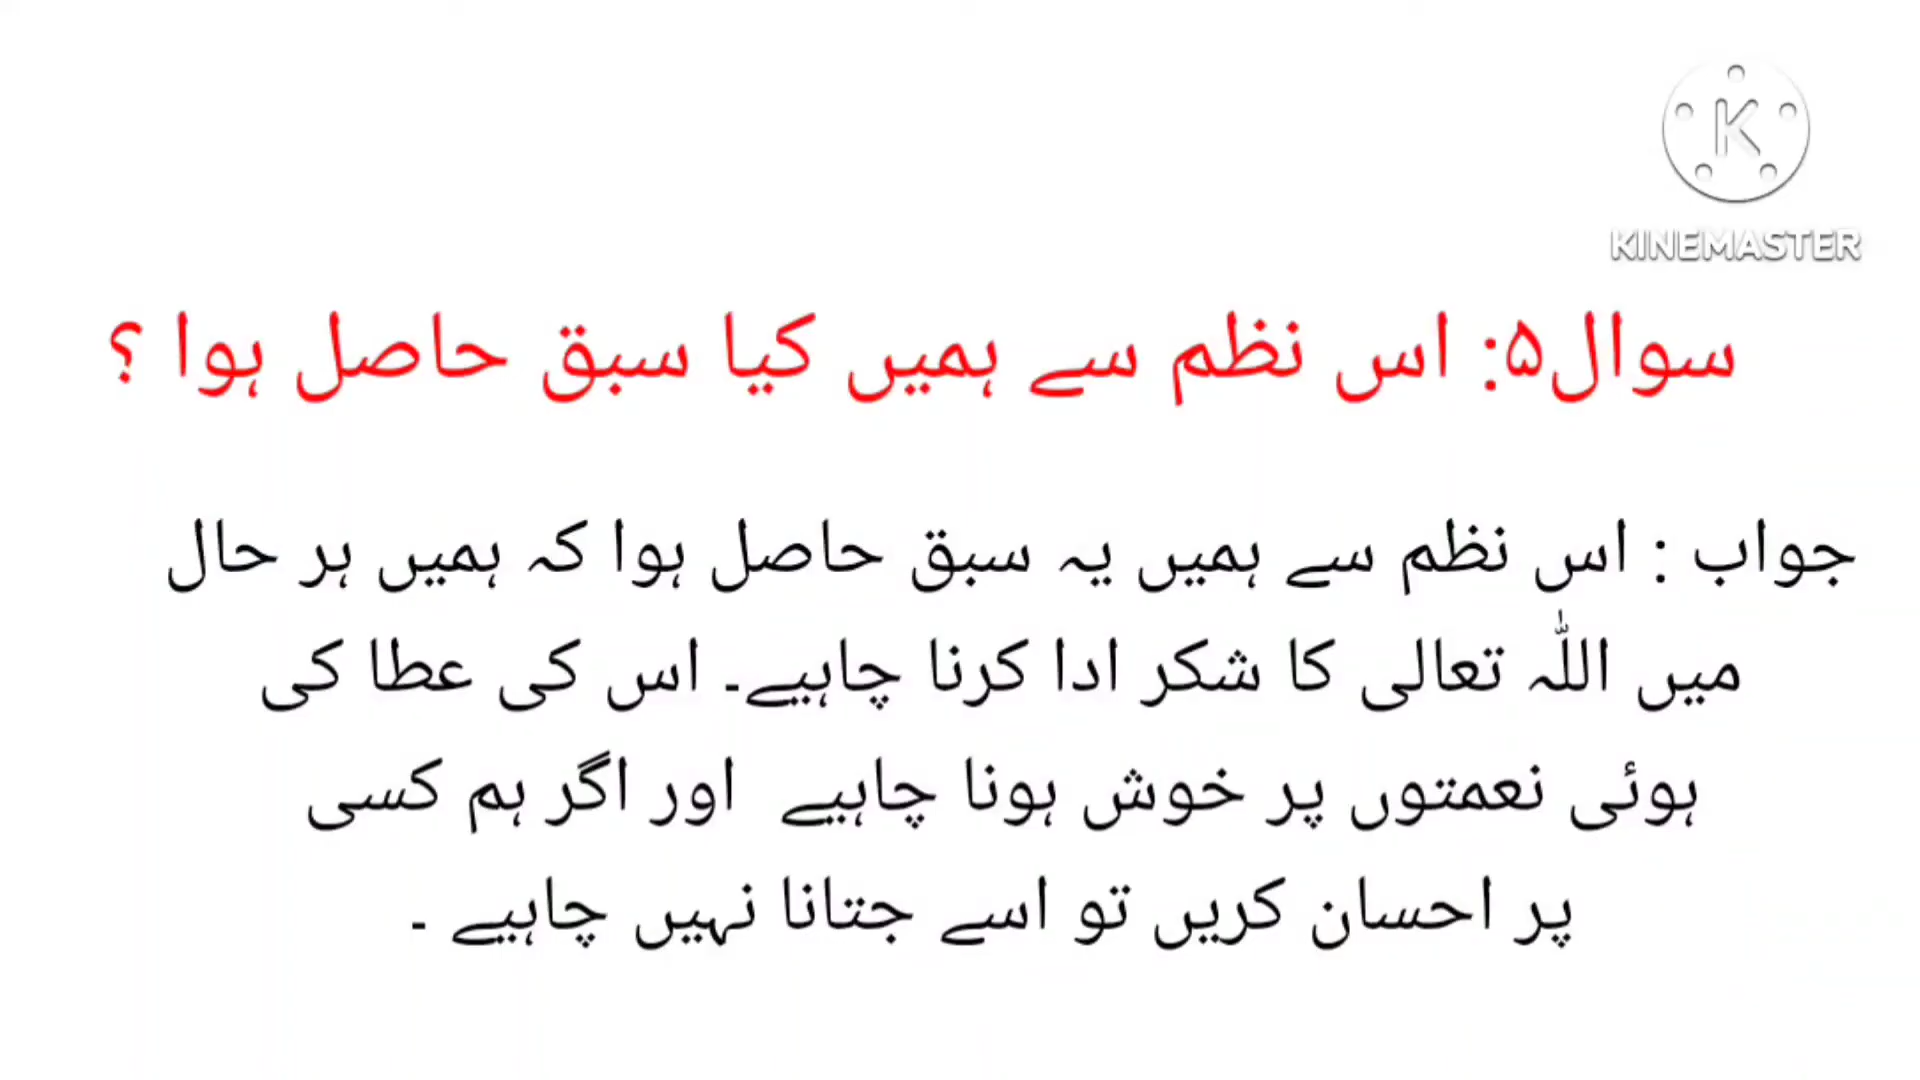 KINEMASTER
سوال۵: اس نظم سے ہمیں کیا سبق حاصل ہوا ؟
جواب : اس نظم سے ہمیں یہ سبق حاصل ہوا کہ ہمیں ہر حال
میں اللّٰہ تعالی کا شکر ادا کرنا چاہیے۔ اس کی عطا کی
ہوئی نعمتوں پر خوش ہونا چاہیے اور اگر ہم کسی
پر احسان کریں تو اسے جتانا نہیں چاہیے ۔